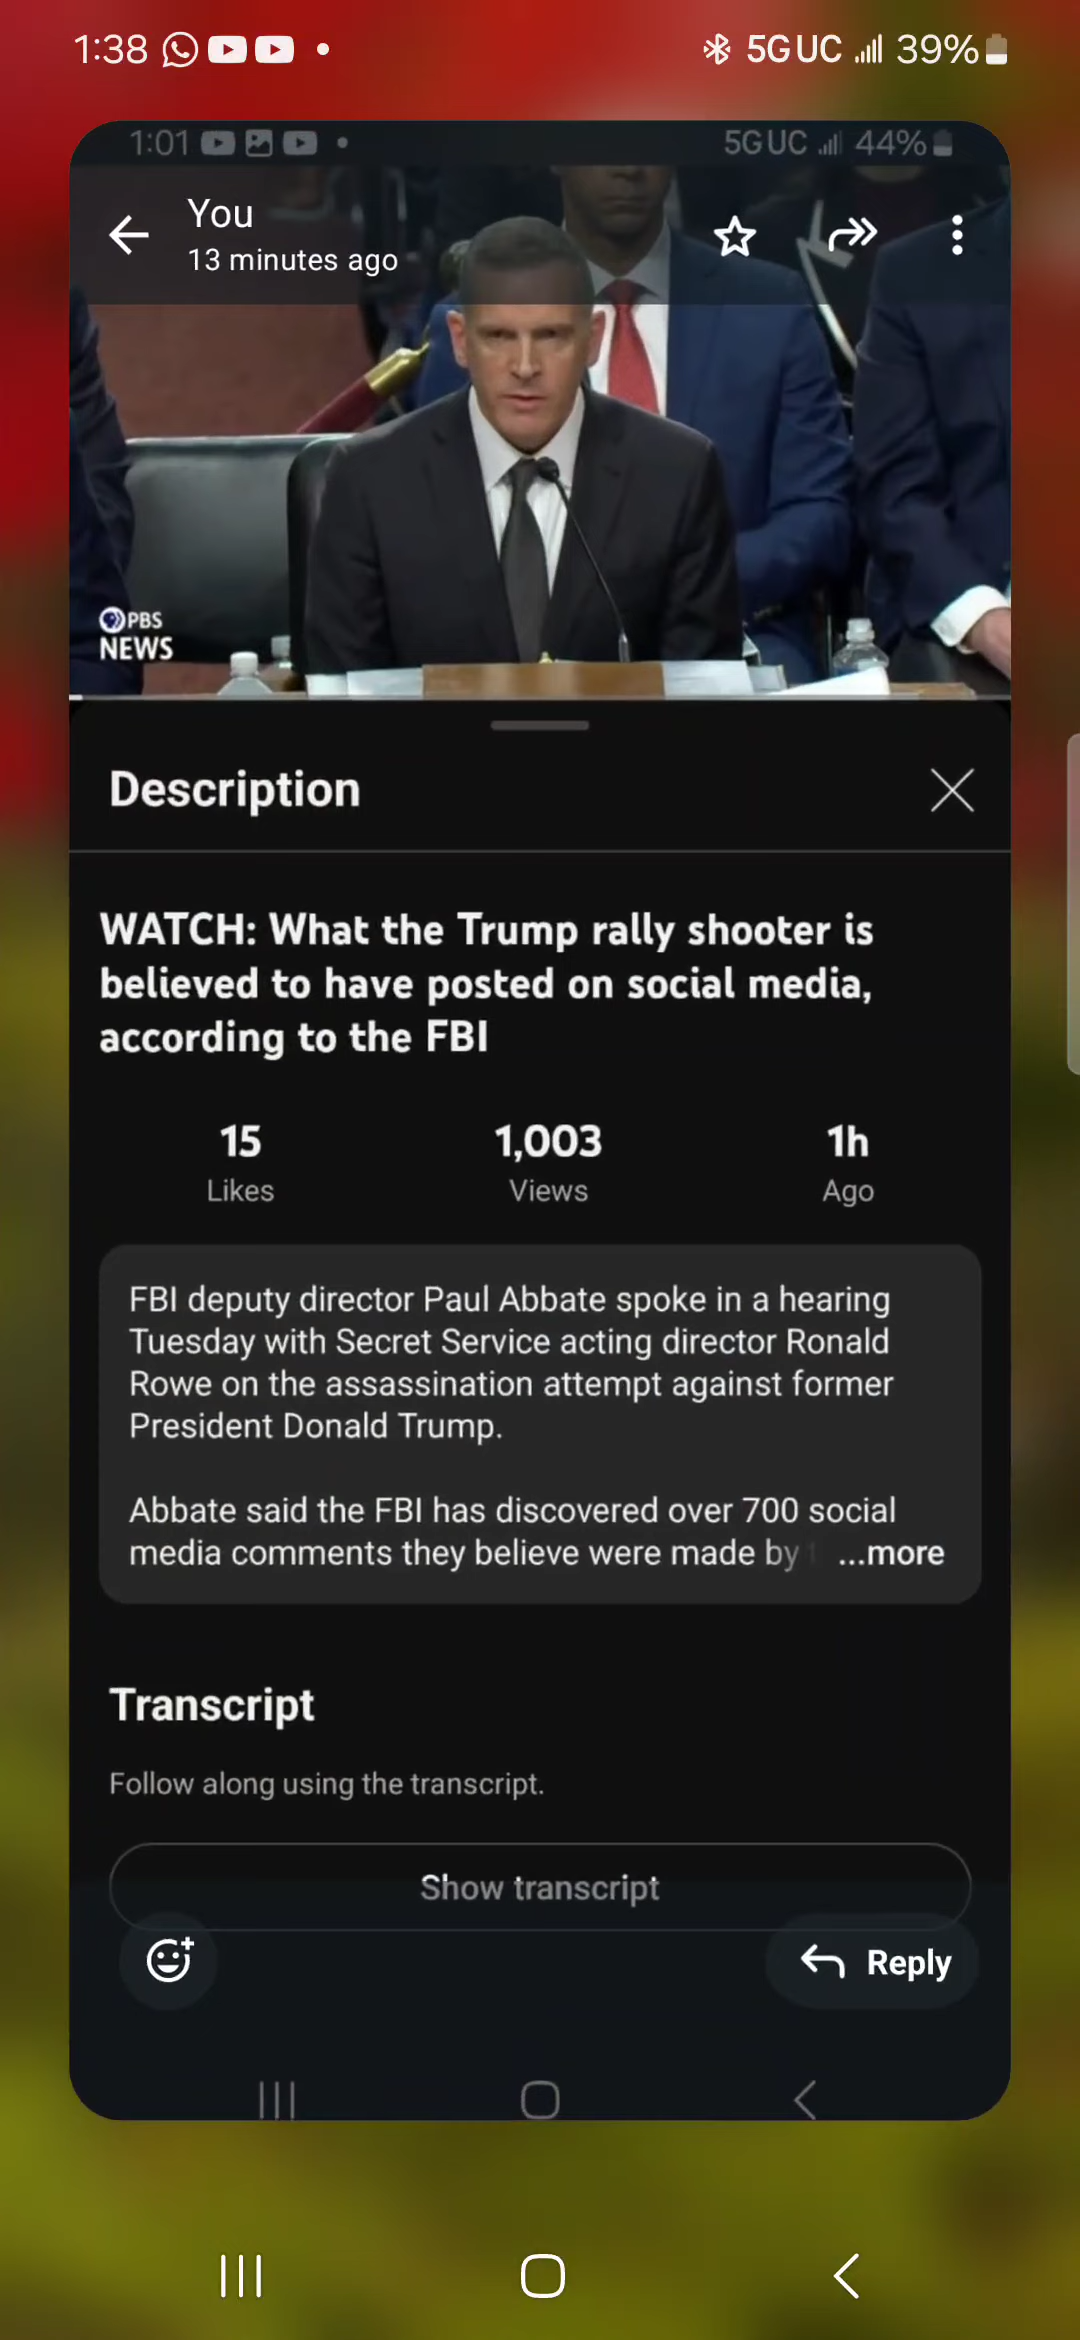 1:38
5G UC 39%
1:01
5G UC 44%
You
13 minutes ago
PBS
NEWS
Description
WATCH: What the Trump rally shooter is
believed to have posted on social media,
according to the FBI
15 1,003 1h
Likes Views Ago
FBI deputy director Paul Abbate spoke in a hearing
Tuesday with Secret Service acting director Ronald
Rowe on the assassination attempt against former
President Donald Trump.
Abbate said the FBI has discovered over 700 social
media comments they believe were made by ...more
Transcript
Follow along using the transcript.
Show transcript
Reply